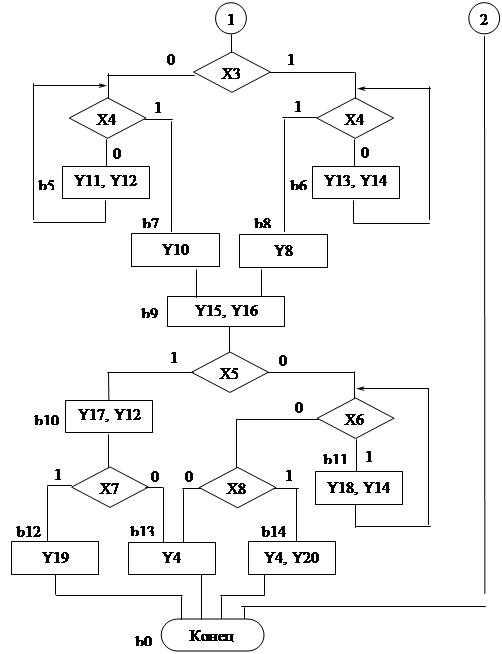 1
2
0
1
X3
X4
1
1
X4
0
0
b5
Y11, Y12
b6
Y13, Y14
b7
b8
Y10
Y8
b9
Y15, Y16
1
0
X5
b10
Y17, Y12
0
X6
b11
1
1
X7
0
0
X8
1
Y18, Y14
b12
b13
b14
Y19
Y4
Y4, Y20
b0
Конец